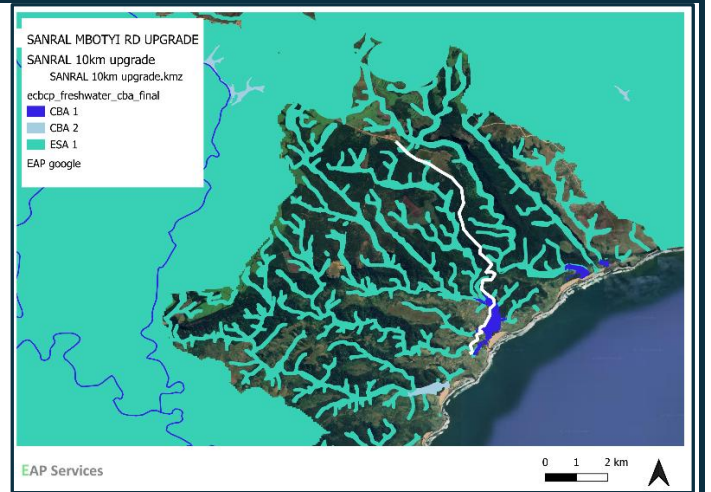 SANRAL MBOTYI RD UPGRADE
SANRAL 10km upgrade
SANRAL 10km upgrade.kmz
ecbcp_freshwater_cba_final
CBA 1
CBA 2
ESA 1
EAP google
EAP Services
0 1 2 km